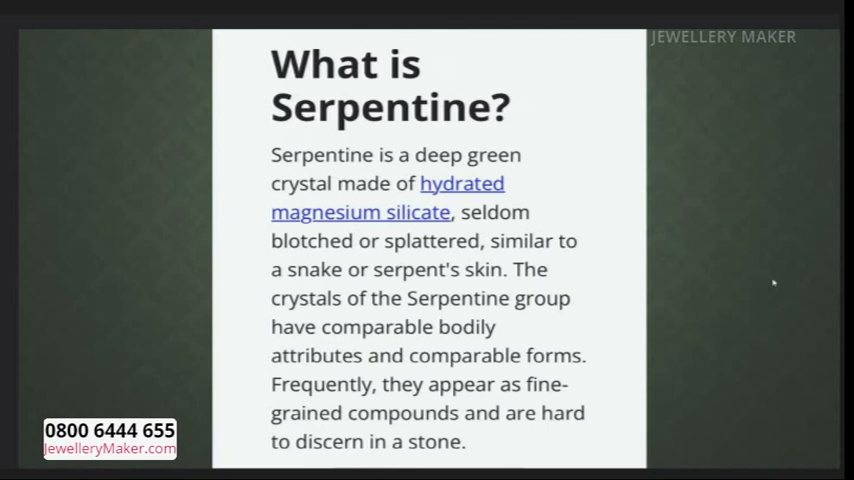 JEWELLERY MAKER
What is
Serpentine?
Serpentine is a deep green
crystal made of hydrated
magnesium silicate, seldom
blotched or splattered, similar to
a snake or serpent's skin. The
crystals of the Serpentine group
have comparable bodily
attributes and comparable forms.
Frequently, they appear as fine-
grained compounds and are hard
to discern in a stone.
0800 6444 655
JewelleryMaker.com